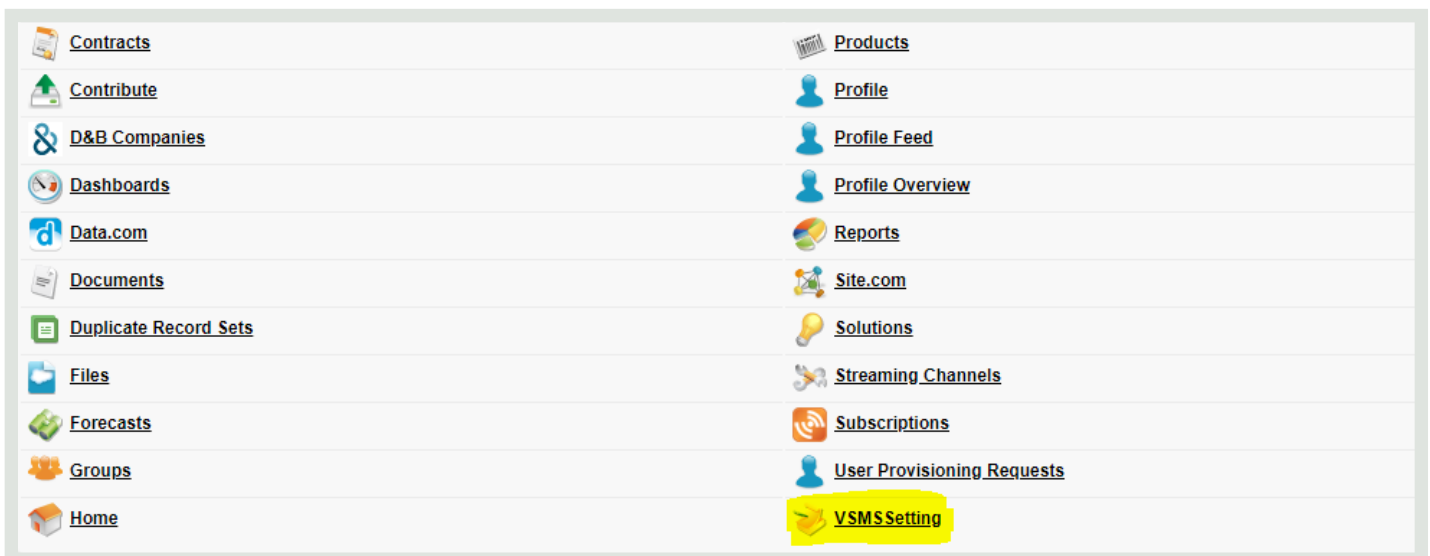 Contracts
Contribute
D&B Companies
Dashboards
Data.com
Documents
Duplicate Record Sets
Files
Forecasts
Groups
Home
Products
Profile
Profile Feed
Profile Overview
Reports
Site.com
Solutions
Streaming Channels
Subscriptions
User Provisioning Requests
VSMSSetting